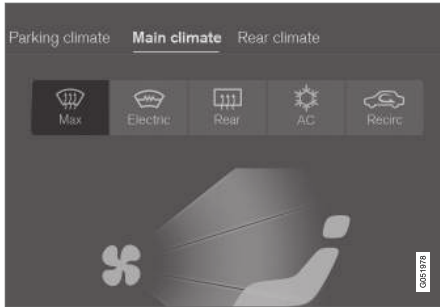 Parking climate Main climate Rear climate
Max Electric Rear AC Recirc
G051978